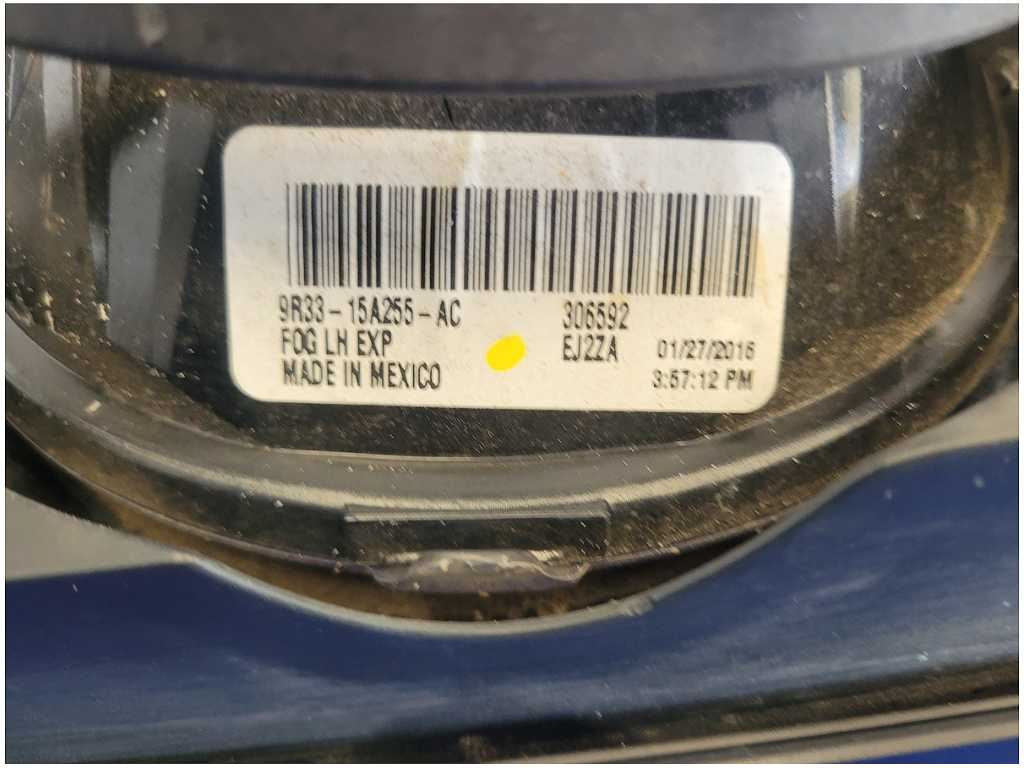 9R33-15A255-AC 306592
FOG LH EXP EJ2ZA 01/27/2016
MADE IN MEXICO 3:57:12 PM